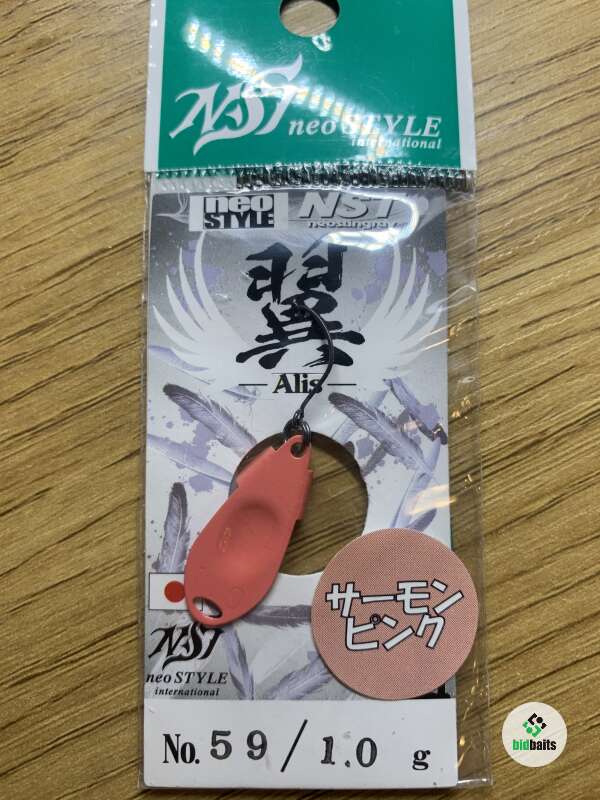 NST neo STYLE
international
neo
STYLE
NST
neostingray
翼
Alis
サーモン
ピンク
NST
neo STYLE
international
No. 59 / 1.0 g
bidbaits